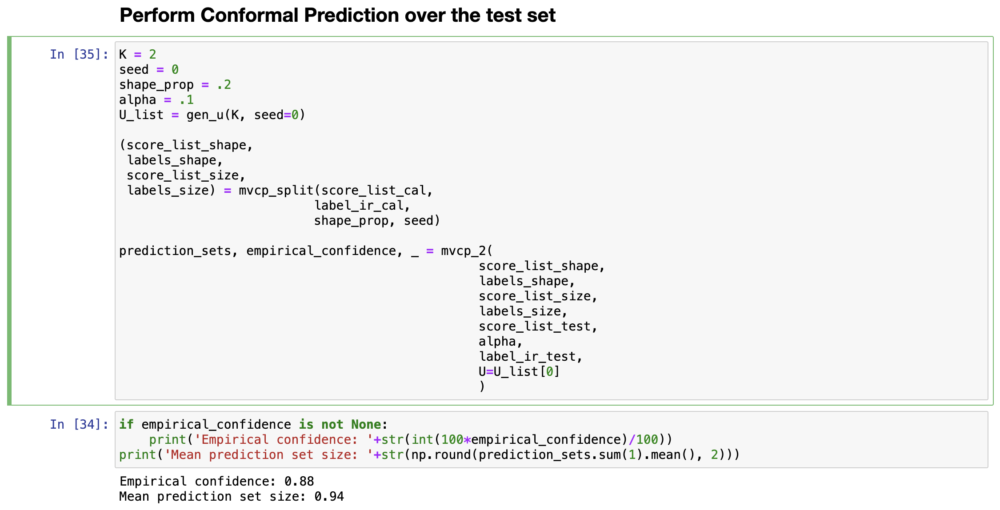 Perform Conformal Prediction over the test set
In [35]:
K = 2
seed = 0
shape_prop = .2
alpha = .1
U_list = gen_u(K, seed=0)
(score_list_shape,
 labels_shape,
 score_list_size,
 labels_size) = mvcp_split(score_list_cal,
                          label_ir_cal,
                          shape_prop, seed)
prediction_sets, empirical_confidence, _ = mvcp_2(
                                                score_list_shape,
                                                labels_shape,
                                                score_list_size,
                                                labels_size,
                                                score_list_test,
                                                alpha,
                                                label_ir_test,
                                                U=U_list[0]
                                                )
In [34]:
if empirical_confidence is not None:
    print('Empirical confidence: '+str(int(100*empirical_confidence)/100))
print('Mean prediction set size: '+str(np.round(prediction_sets.sum(1).mean(), 2)))
Empirical confidence: 0.88
Mean prediction set size: 0.94